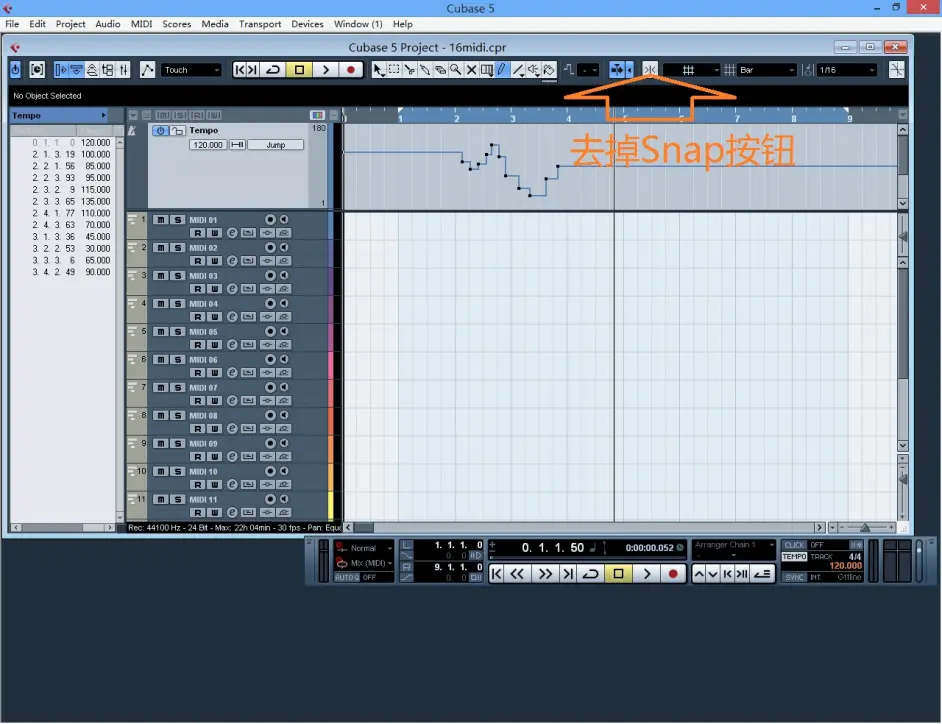 Cubase 5
File Edit Project Audio MIDI Scores Media Transport Devices Window (1) Help
Cubase 5 Project - 16midi.cpr
Touch
Bar
1/16
No Object Selected
Tempo
0. 1. 1. 0 120.000
2. 1. 3. 19 100.000
2. 2. 1. 56 85.000
2. 2. 3. 93 95.000
2. 3. 2. 9 115.000
2. 3. 3. 65 135.000
2. 4. 1. 77 110.000
2. 4. 3. 63 70.000
3. 1. 3. 36 45.000
3. 2. 2. 53 30.000
3. 3. 3. 6 65.000
3. 4. 2. 49 90.000
1 2 3 4 5 6 7 8 9
Tempo
120.000 Jump
160
1
去掉Snap按钮
1 m S MIDI 01
R W e
2 m S MIDI 02
R W e
3 m S MIDI 03
R W e
4 m S MIDI 04
R W e
5 m S MIDI 05
R W e
6 m S MIDI 06
R W e
7 m S MIDI 07
R W e
8 m S MIDI 08
R W e
9 m S MIDI 09
R W e
10 m S MIDI 10
R W e
11 m S MIDI 11
R W e
Rec: 44100 Hz - 24 Bit - Max: 22h 04min - 30 fps - Pan: Equ
Normal
Mix (MIDI)
AUTO Q OFF
L 1. 1. 1. 0
0 0
R 9. 1. 1. 0
0 0
0. 1. 1. 50
0:00:00.052
Arranger Chain 1
CLICK OFF
TEMPO TRACK 4/4
120.000
SYNC INT. Offline